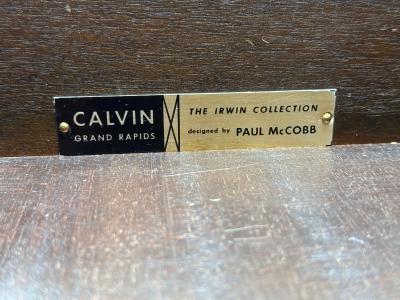 CALVIN
GRAND RAPIDS
THE IRWIN COLLECTION
designed by PAUL McCOBB